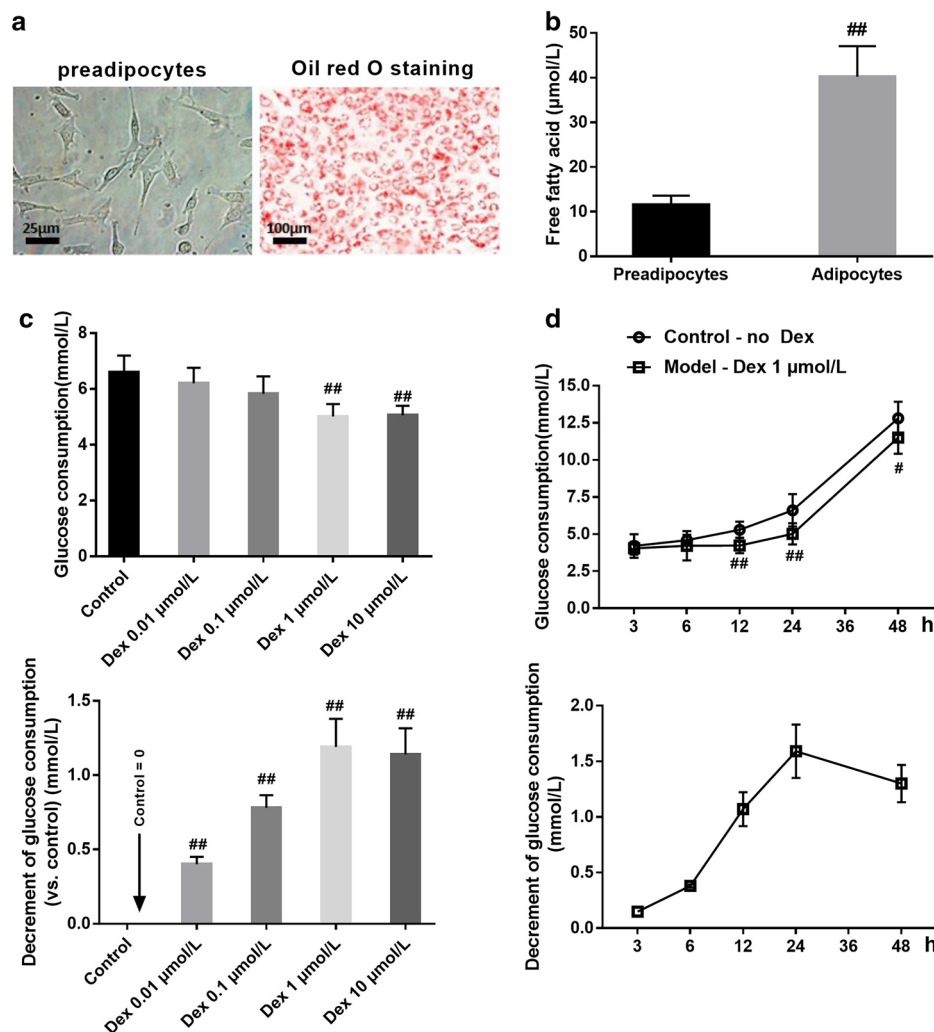 a
preadipocytes
Oil red O staining
25µm
100µm
b
Free fatty acid (µmol/L)
50
40
30
20
10
0
##
Preadipocytes
Adipocytes
c
Glucose consumption(mmol/L)
8
6
4
2
0
##
##
Control
Dex 0.01 µmol/L
Dex 0.1 µmol/L
Dex 1 µmol/L
Dex 10 µmol/L
Decrement of glucose consumption
(vs. control) (mmol/L)
1.5
1.0
0.5
0.0
Control = 0
##
##
##
##
Control
Dex 0.01 µmol/L
Dex 0.1 µmol/L
Dex 1 µmol/L
Dex 10 µmol/L
d
Control - no Dex
Model - Dex 1 µmol/L
Glucose consumption(mmol/L)
15.0
12.5
10.0
7.5
5.0
2.5
0.0
##
##
#
3 6 12 24 36 48 h
Decrement of glucose consumption
(mmol/L)
2.0
1.5
1.0
0.5
0.0
3 6 12 24 36 48 h